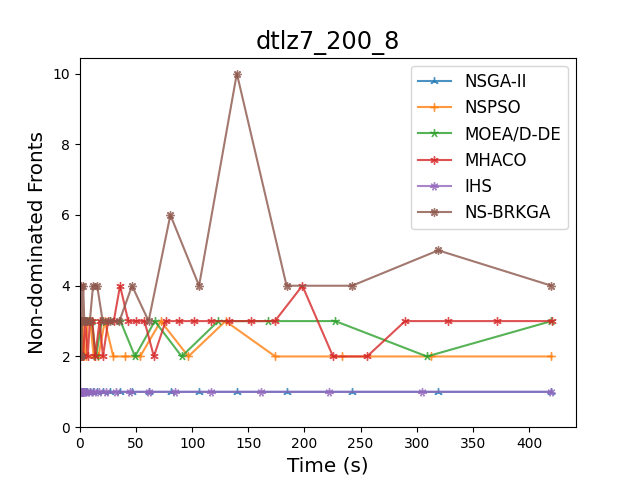 dtlz7_200_8
Non-dominated Fronts
10
8
6
4
2
0
0 50 100 150 200 250 300 350 400
Time (s)
NSGA-II
NSPSO
MOEA/D-DE
MHACO
IHS
NS-BRKGA